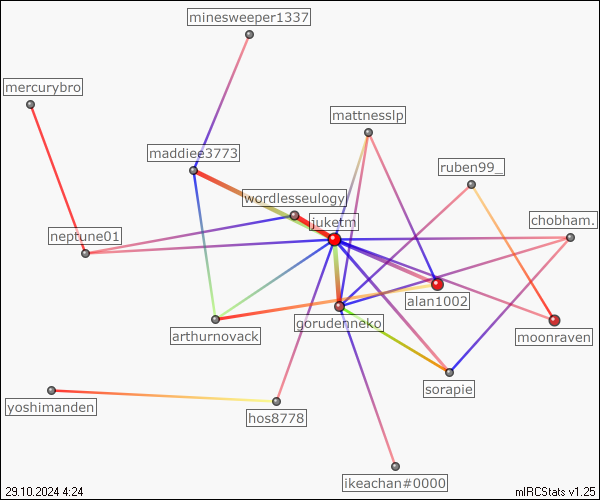 minesweeper1337
mercurybro
mattnesslp
maddiee3773
ruben99_
wordlesseulogy
juketm
chobham.
neptune01
alan1002
gorudenneko
arthurnovack
moonraven
sorapie
yoshimanden
hos8778
ikeachan#0000
29.10.2024 4:24
mIRCStats v1.25